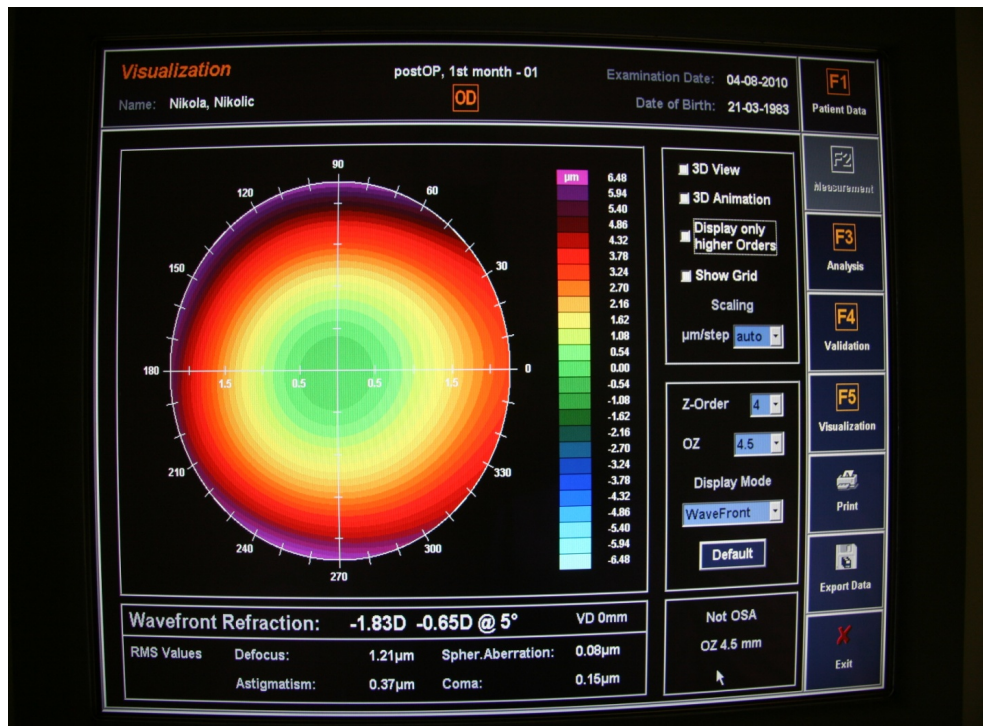 Visualization
postOP, 1st month - 01
Examination Date: 04-08-2010
Name: Nikola, Nikolic
OD
Date of Birth: 21-03-1983
F1
Patient Data
F2
Measurement
F3
Analysis
F4
Validation
F5
Visualization
Print
Export Data
X
Exit
90
120
60
150
30
180
0
1.5
0.5
0.5
1.5
210
330
240
300
270
µm
6.48
5.94
5.40
4.86
4.32
3.78
3.24
2.70
2.16
1.62
1.08
0.54
0.00
-0.54
-1.08
-1.62
-2.16
-2.70
-3.24
-3.78
-4.32
-4.86
-5.40
-5.94
-6.48
3D View
3D Animation
Display only
higher Orders
Show Grid
Scaling
µm/step auto
Z-Order 4
OZ 4.5
Display Mode
WaveFront
Default
Wavefront Refraction: -1.83D -0.65D @ 5° VD 0mm
RMS Values Defocus: 1.21µm Spher.Aberration: 0.08µm
Astigmatism: 0.37µm Coma: 0.15µm
Not OSA
OZ 4.5 mm